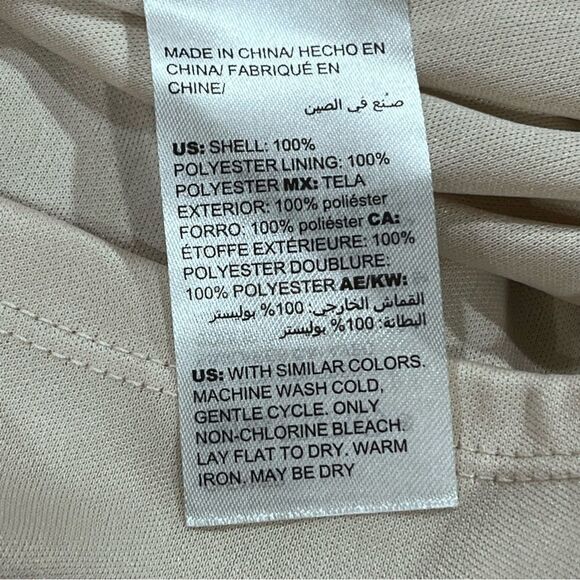 MADE IN CHINA/ HECHO EN
CHINA/ FABRIQUÉ EN
CHINE/
صنع في الصين
US: SHELL: 100%
POLYESTER LINING: 100%
POLYESTER MX: TELA
EXTERIOR: 100% poliéster
FORRO: 100% poliéster CA:
ÉTOFFE EXTÉRIEURE: 100%
POLYESTER DOUBLURE:
100% POLYESTER AE/KW:
القماش الخارجي: 100% بوليستر
البطانة: 100% بوليستر
US: WITH SIMILAR COLORS.
MACHINE WASH COLD,
GENTLE CYCLE. ONLY
NON-CHLORINE BLEACH.
LAY FLAT TO DRY. WARM
IRON. MAY BE DRY